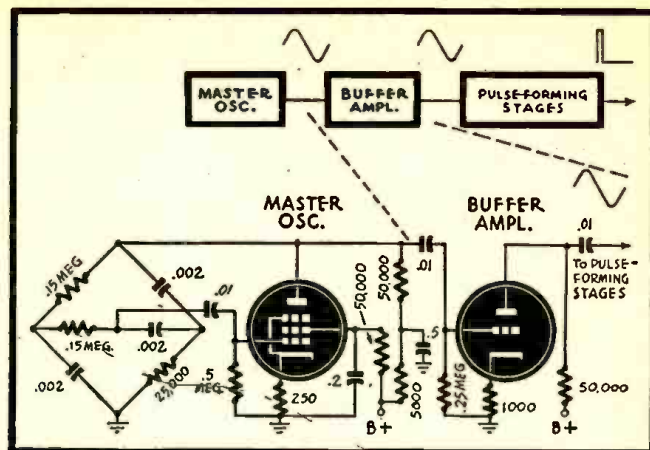 MASTER
OSC.
BUFFER
AMPL.
PULSE-FORMING
STAGES
MASTER
OSC.
BUFFER
AMPL.
.15 MEG
.002
.01
50,000
50,000
.01
.01
TO PULSE-
FORMING
STAGES
.15 MEG.
.002
.5
.002
25,000
.5
MEG.
250
.2
5000
B+
.25 MEG
1000
B+
50,000